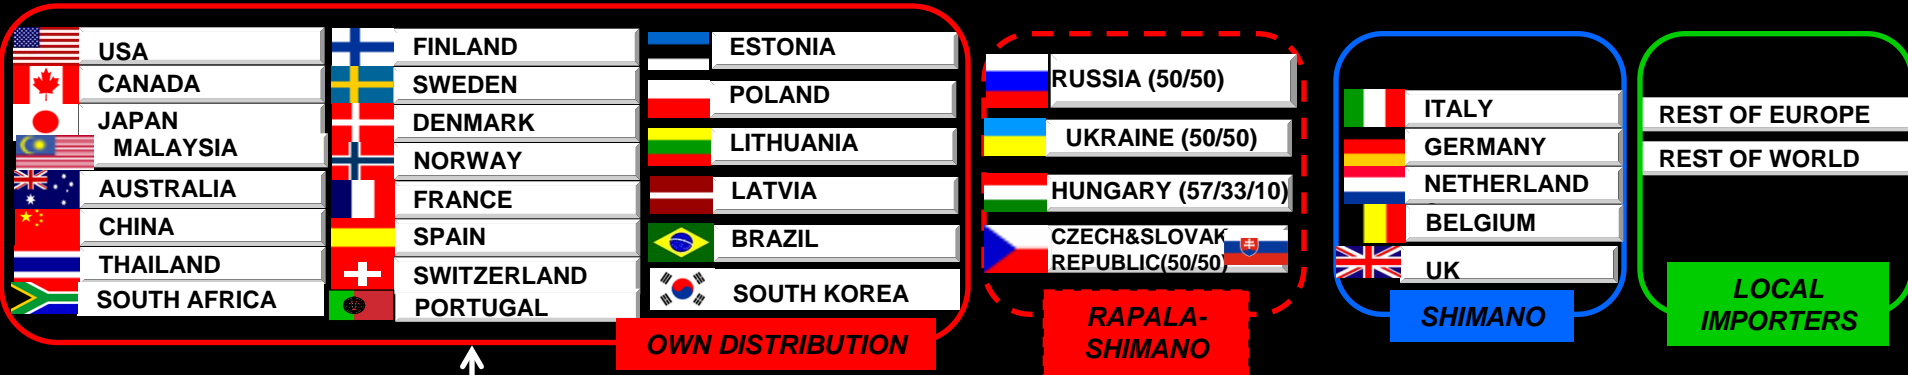 USA
CANADA
JAPAN
MALAYSIA
AUSTRALIA
CHINA
THAILAND
SOUTH AFRICA
FINLAND
SWEDEN
DENMARK
NORWAY
FRANCE
SPAIN
SWITZERLAND
PORTUGAL
ESTONIA
POLAND
LITHUANIA
LATVIA
BRAZIL
SOUTH KOREA
OWN DISTRIBUTION
RUSSIA (50/50)
UKRAINE (50/50)
HUNGARY (57/33/10)
CZECH&SLOVAK
REPUBLIC(50/50)
RAPALA-
SHIMANO
ITALY
GERMANY
NETHERLAND
BELGIUM
UK
SHIMANO
REST OF EUROPE
REST OF WORLD
LOCAL
IMPORTERS